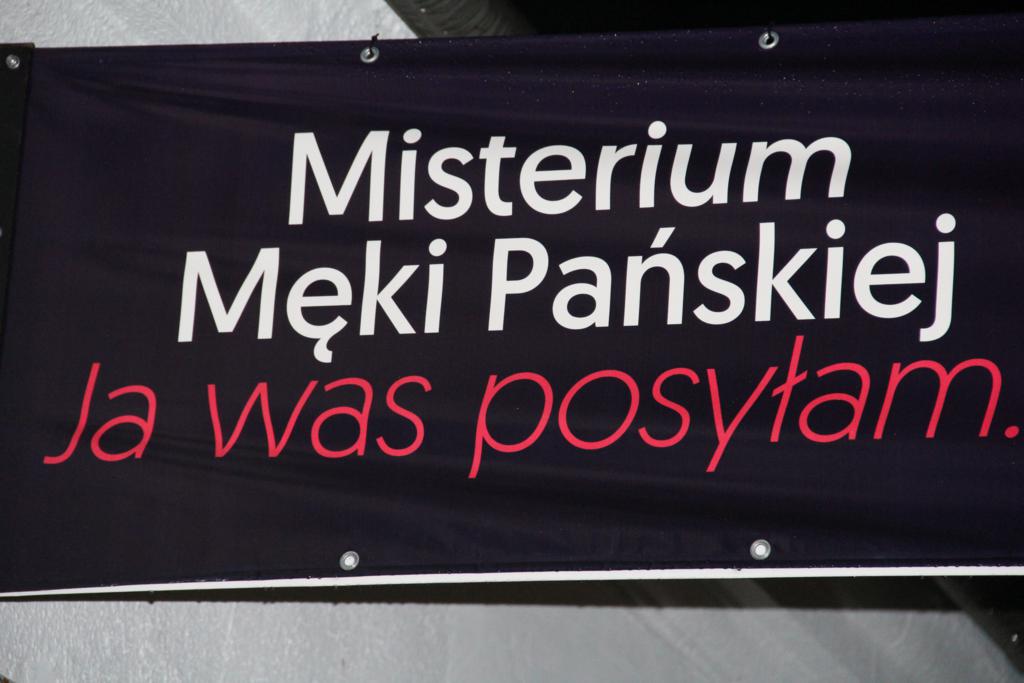 Misterium
Męki Pańskiej
Ja was posyłam.